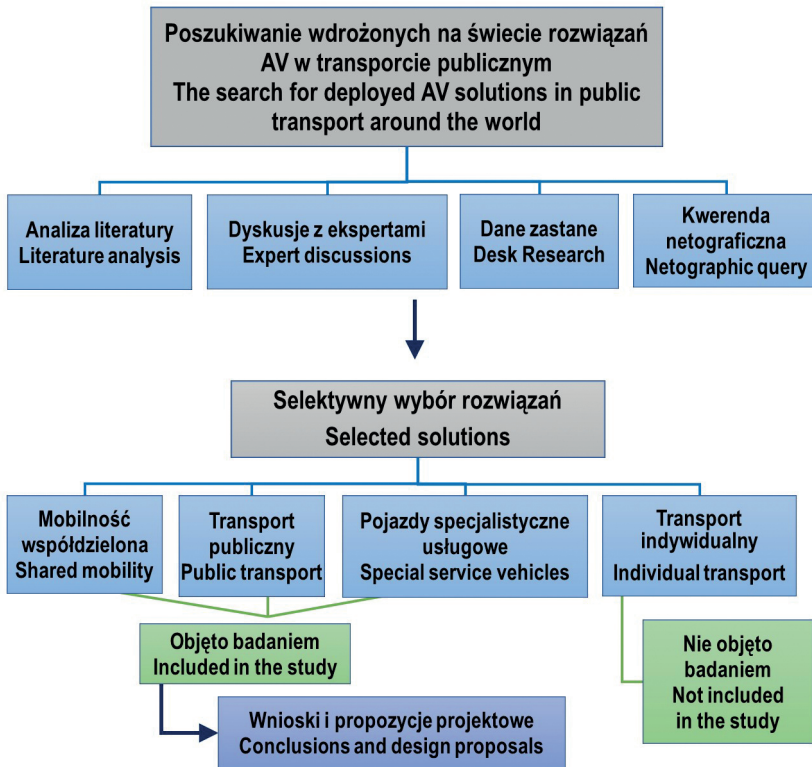 Poszukiwanie wdrożonych na świecie rozwiązań
AV w transporcie publicznym
The search for deployed AV solutions in public
transport around the world
Analiza literatury
Literature analysis
Dyskusje z ekspertami
Expert discussions
Dane zastane
Desk Research
Kwerenda
netograficzna
Netographic query
Selektywny wybór rozwiązań
Selected solutions
Mobilność
współdzielona
Shared mobility
Transport
publiczny
Public transport
Pojazdy specjalistyczne
usługowe
Special service vehicles
Transport
indywidualny
Individual transport
Objęto badaniem
Included in the study
Nie objęto
badaniem
Not included
in the study
Wnioski i propozycje projektowe
Conclusions and design proposals